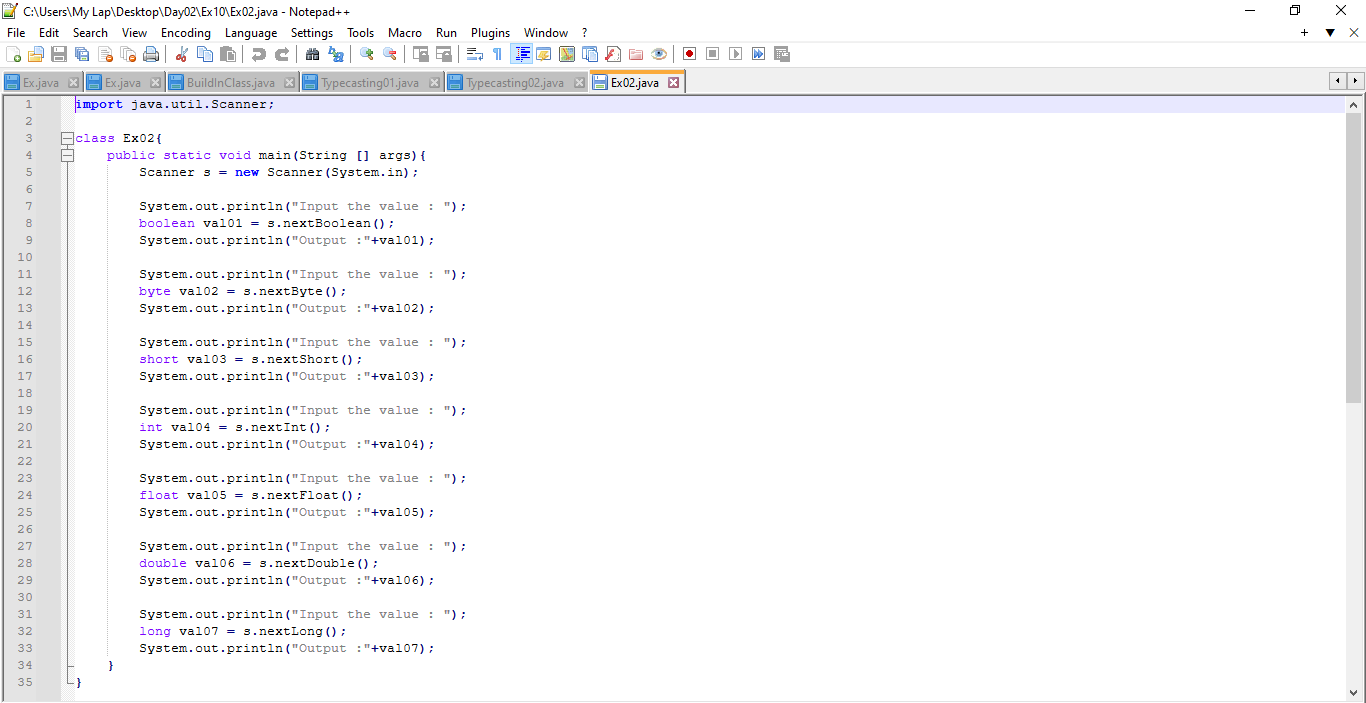 C:\Users\My Lap\Desktop\Day02\Ex10\Ex02.java - Notepad++
File Edit Search View Encoding Language Settings Tools Macro Run Plugins Window ?
Ex.java Ex.java BuildInClass.java Typecasting01.java Typecasting02.java Ex02.java
1 import java.util.Scanner;
2
3 class Ex02{
4 public static void main(String [] args){
5 Scanner s = new Scanner(System.in);
6
7 System.out.println("Input the value : ");
8 boolean val01 = s.nextBoolean();
9 System.out.println("Output :"+val01);
10
11 System.out.println("Input the value : ");
12 byte val02 = s.nextByte();
13 System.out.println("Output :"+val02);
14
15 System.out.println("Input the value : ");
16 short val03 = s.nextShort();
17 System.out.println("Output :"+val03);
18
19 System.out.println("Input the value : ");
20 int val04 = s.nextInt();
21 System.out.println("Output :"+val04);
22
23 System.out.println("Input the value : ");
24 float val05 = s.nextFloat();
25 System.out.println("Output :"+val05);
26
27 System.out.println("Input the value : ");
28 double val06 = s.nextDouble();
29 System.out.println("Output :"+val06);
30
31 System.out.println("Input the value : ");
32 long val07 = s.nextLong();
33 System.out.println("Output :"+val07);
34 }
35 }